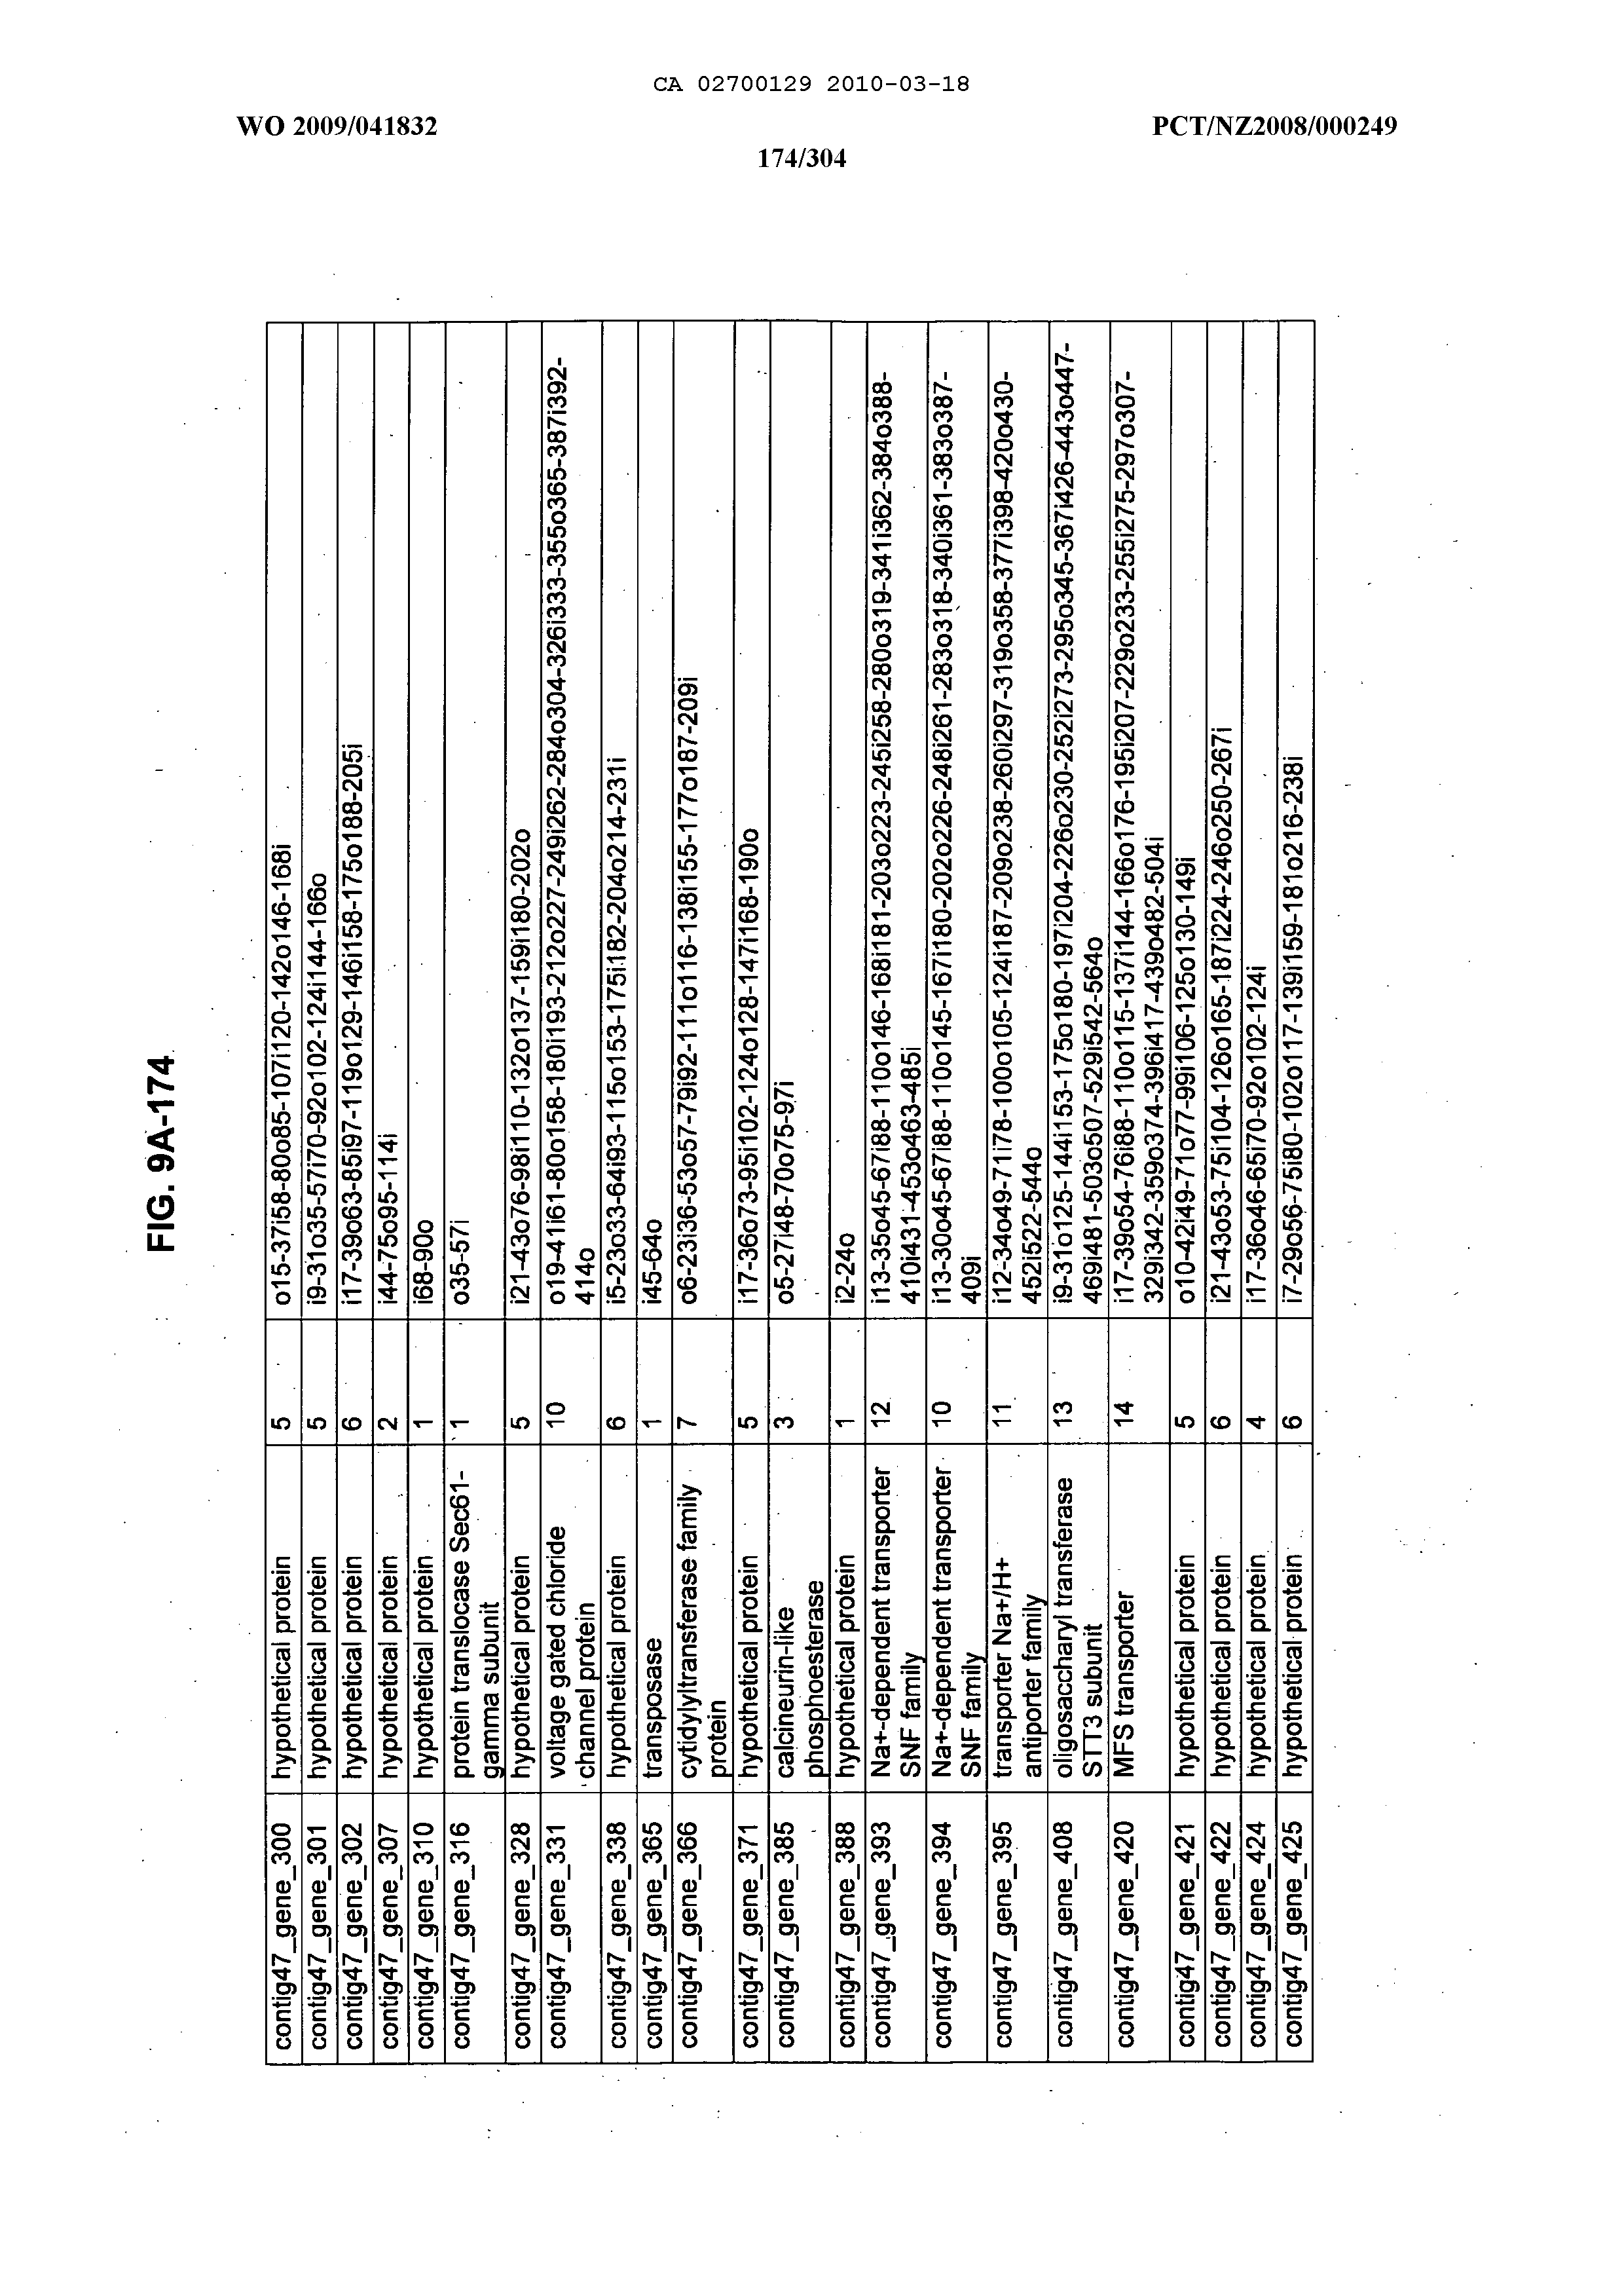 CA 02700129 2010-03-18
WO 2009/041832 PCT/NZ2008/000249
174/304
FIG. 9A-174
contig47_gene_300 hypothetical protein 5 o15-37i58-80o85-107i120-142o146-168i
contig47_gene_301 hypothetical protein 5 i9-31o35-57i70-92o102-124i144-166o
contig47_gene_302 hypothetical protein 6 i17-39o63-85i97-119o129-146i158-175o188-205i
contig47_gene_307 hypothetical protein 2 i44-75o95-114i
contig47_gene_310 hypothetical protein 1 i68-90o
contig47_gene_316 protein translocase Sec61- 1 o35-57i
gamma subunit
contig47_gene_328 hypothetical protein 5 i21-43o76-98i110-132o137-159i180-202o
contig47_gene_331 voltage gated chloride 10 o19-41i61-80o158-180i193-212o227-249i262-284o304-326i333-355o365-387i392-
channel protein 414o
contig47_gene_338 hypothetical protein 6 i5-23o33-64i93-115o153-175i182-204o214-231i
contig47_gene_365 transposase 1 i45-64o
contig47_gene_366 cytidylyltransferase family 7 o6-23i36-53o57-79i92-111o116-138i155-177o187-209i
protein
contig47_gene_371 hypothetical protein 5 i17-36o73-95i102-124o128-147i168-190o
contig47_gene_385 calcineurin-like 3 o5-27i48-70o75-97i
phosphoesterase
contig47_gene_388 hypothetical protein 1 i2-24o
contig47_gene_393 Na+-dependent transporter 12 i13-35o45-67i88-110o146-168i181-203o223-245i258-280o319-341i362-384o388-
SNF family 410i431-453o463-485i
contig47_gene_394 Na+-dependent transporter 10 i13-30o45-67i88-110o145-167i180-202o226-248i261-283o318-340i361-383o387-
SNF family 409i
contig47_gene_395 transporter Na+/H+ 11 i12-34o49-71i78-100o105-124i187-209o238-260i297-319o358-377i398-420o430-
antiporter family 452i522-544o
contig47_gene_408 oligosaccharyl transferase 13 i9-31o125-144i153-175o180-197i204-226o230-252i273-295o345-367i426-443o447-
STT3 subunit 469i481-503o507-529i542-564o
contig47_gene_420 MFS transporter 14 i17-39o54-76i88-110o115-137i144-166o176-195i207-229o233-255i275-297o307-
329i342-359o374-396i417-439o482-504i
contig47_gene_421 hypothetical protein 5 o10-42i49-71o77-99i106-125o130-149i
contig47_gene_422 hypothetical protein 6 i21-43o53-75i104-126o165-187i224-246o250-267i
contig47_gene_424 hypothetical protein 4 i17-36o46-65i70-92o102-124i
contig47_gene_425 hypothetical protein 6 i7-29o56-75i80-102o117-139i159-181o216-238i